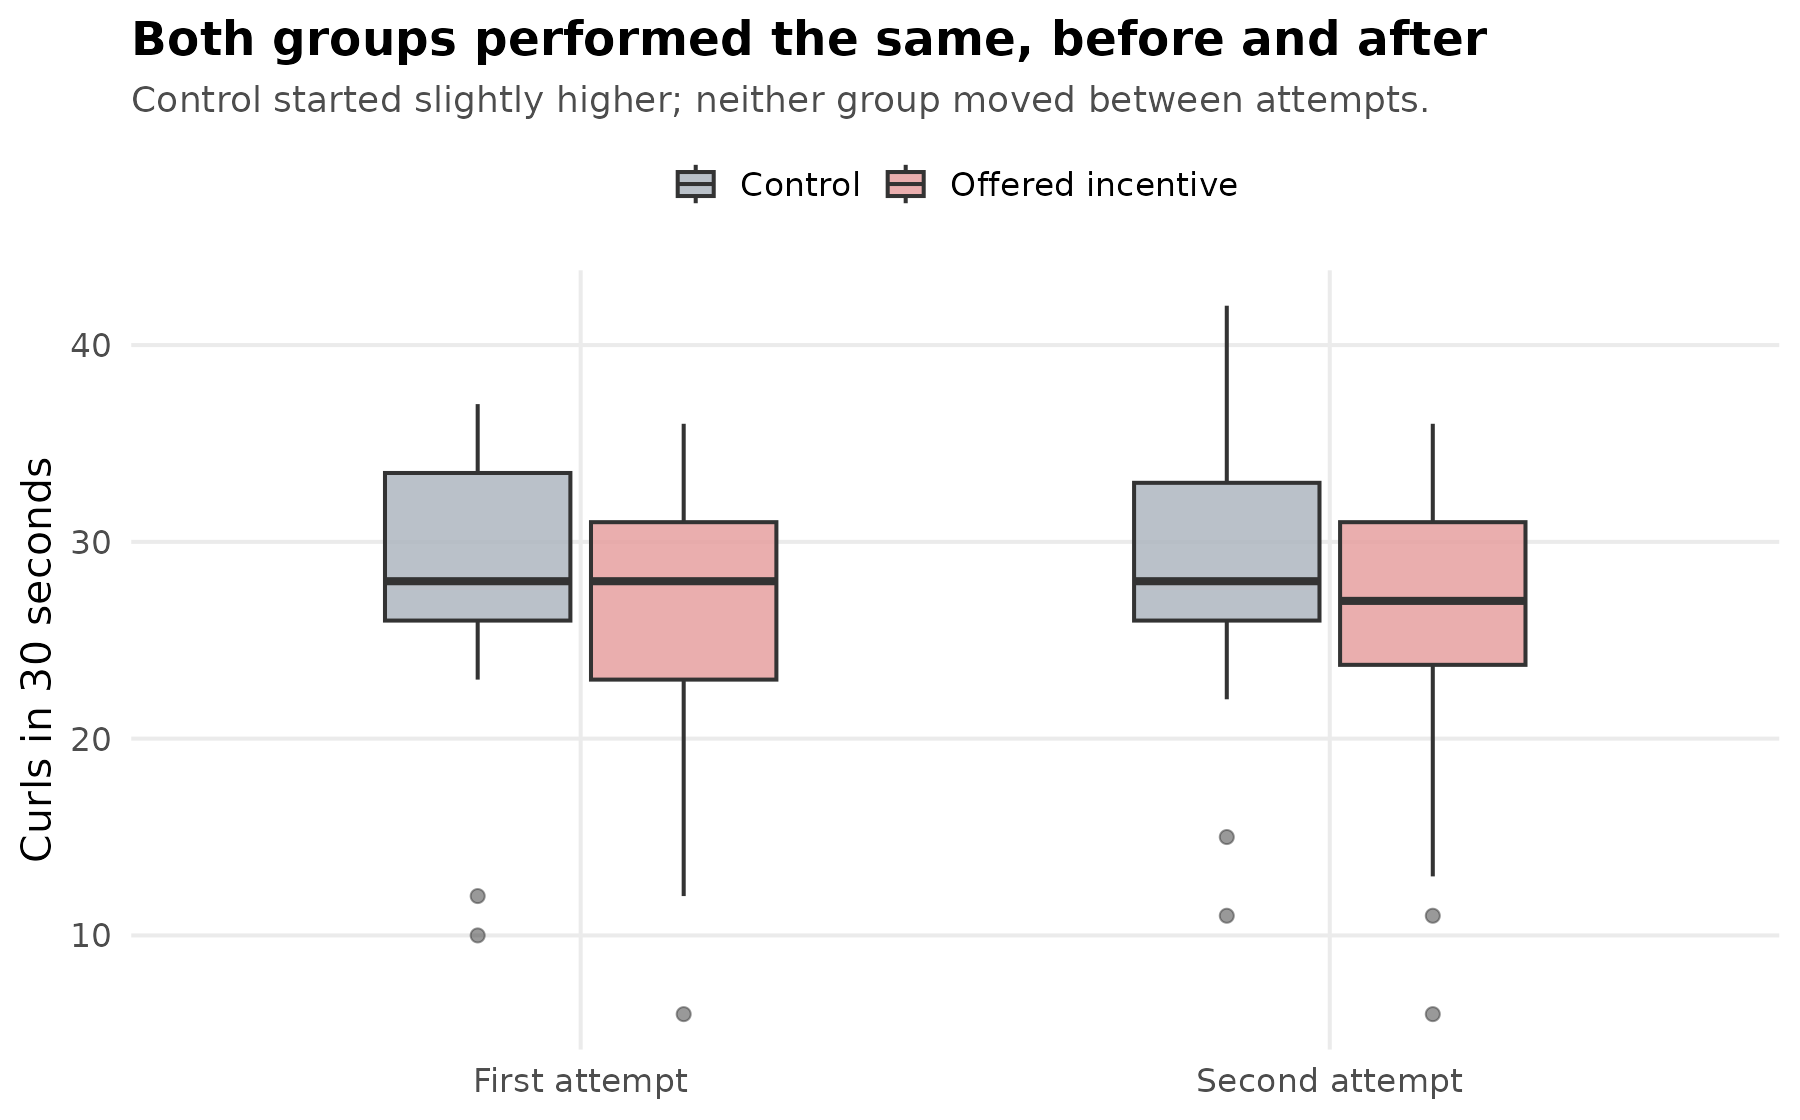 Both groups performed the same, before and after
Control started slightly higher; neither group moved between attempts.
Control
Offered incentive
Curls in 30 seconds
40
30
20
10
First attempt
Second attempt